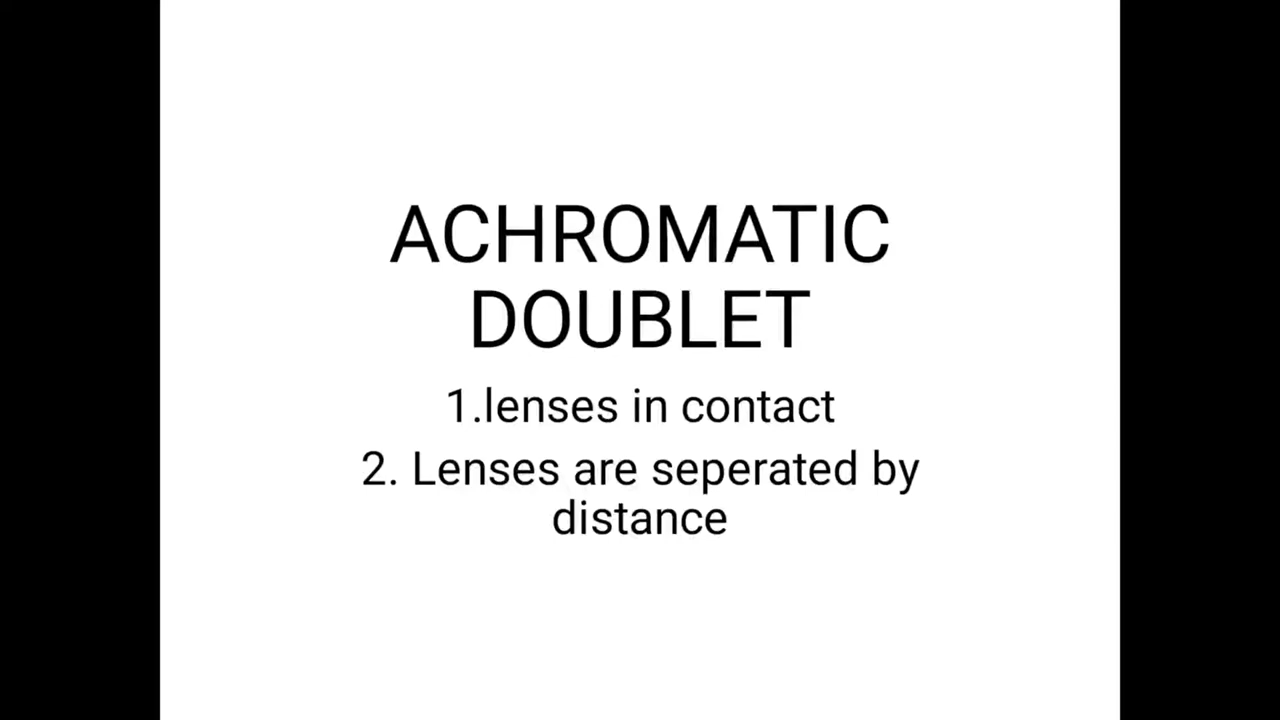 ACHROMATIC
DOUBLET
1.lenses in contact
2. Lenses are seperated by
distance